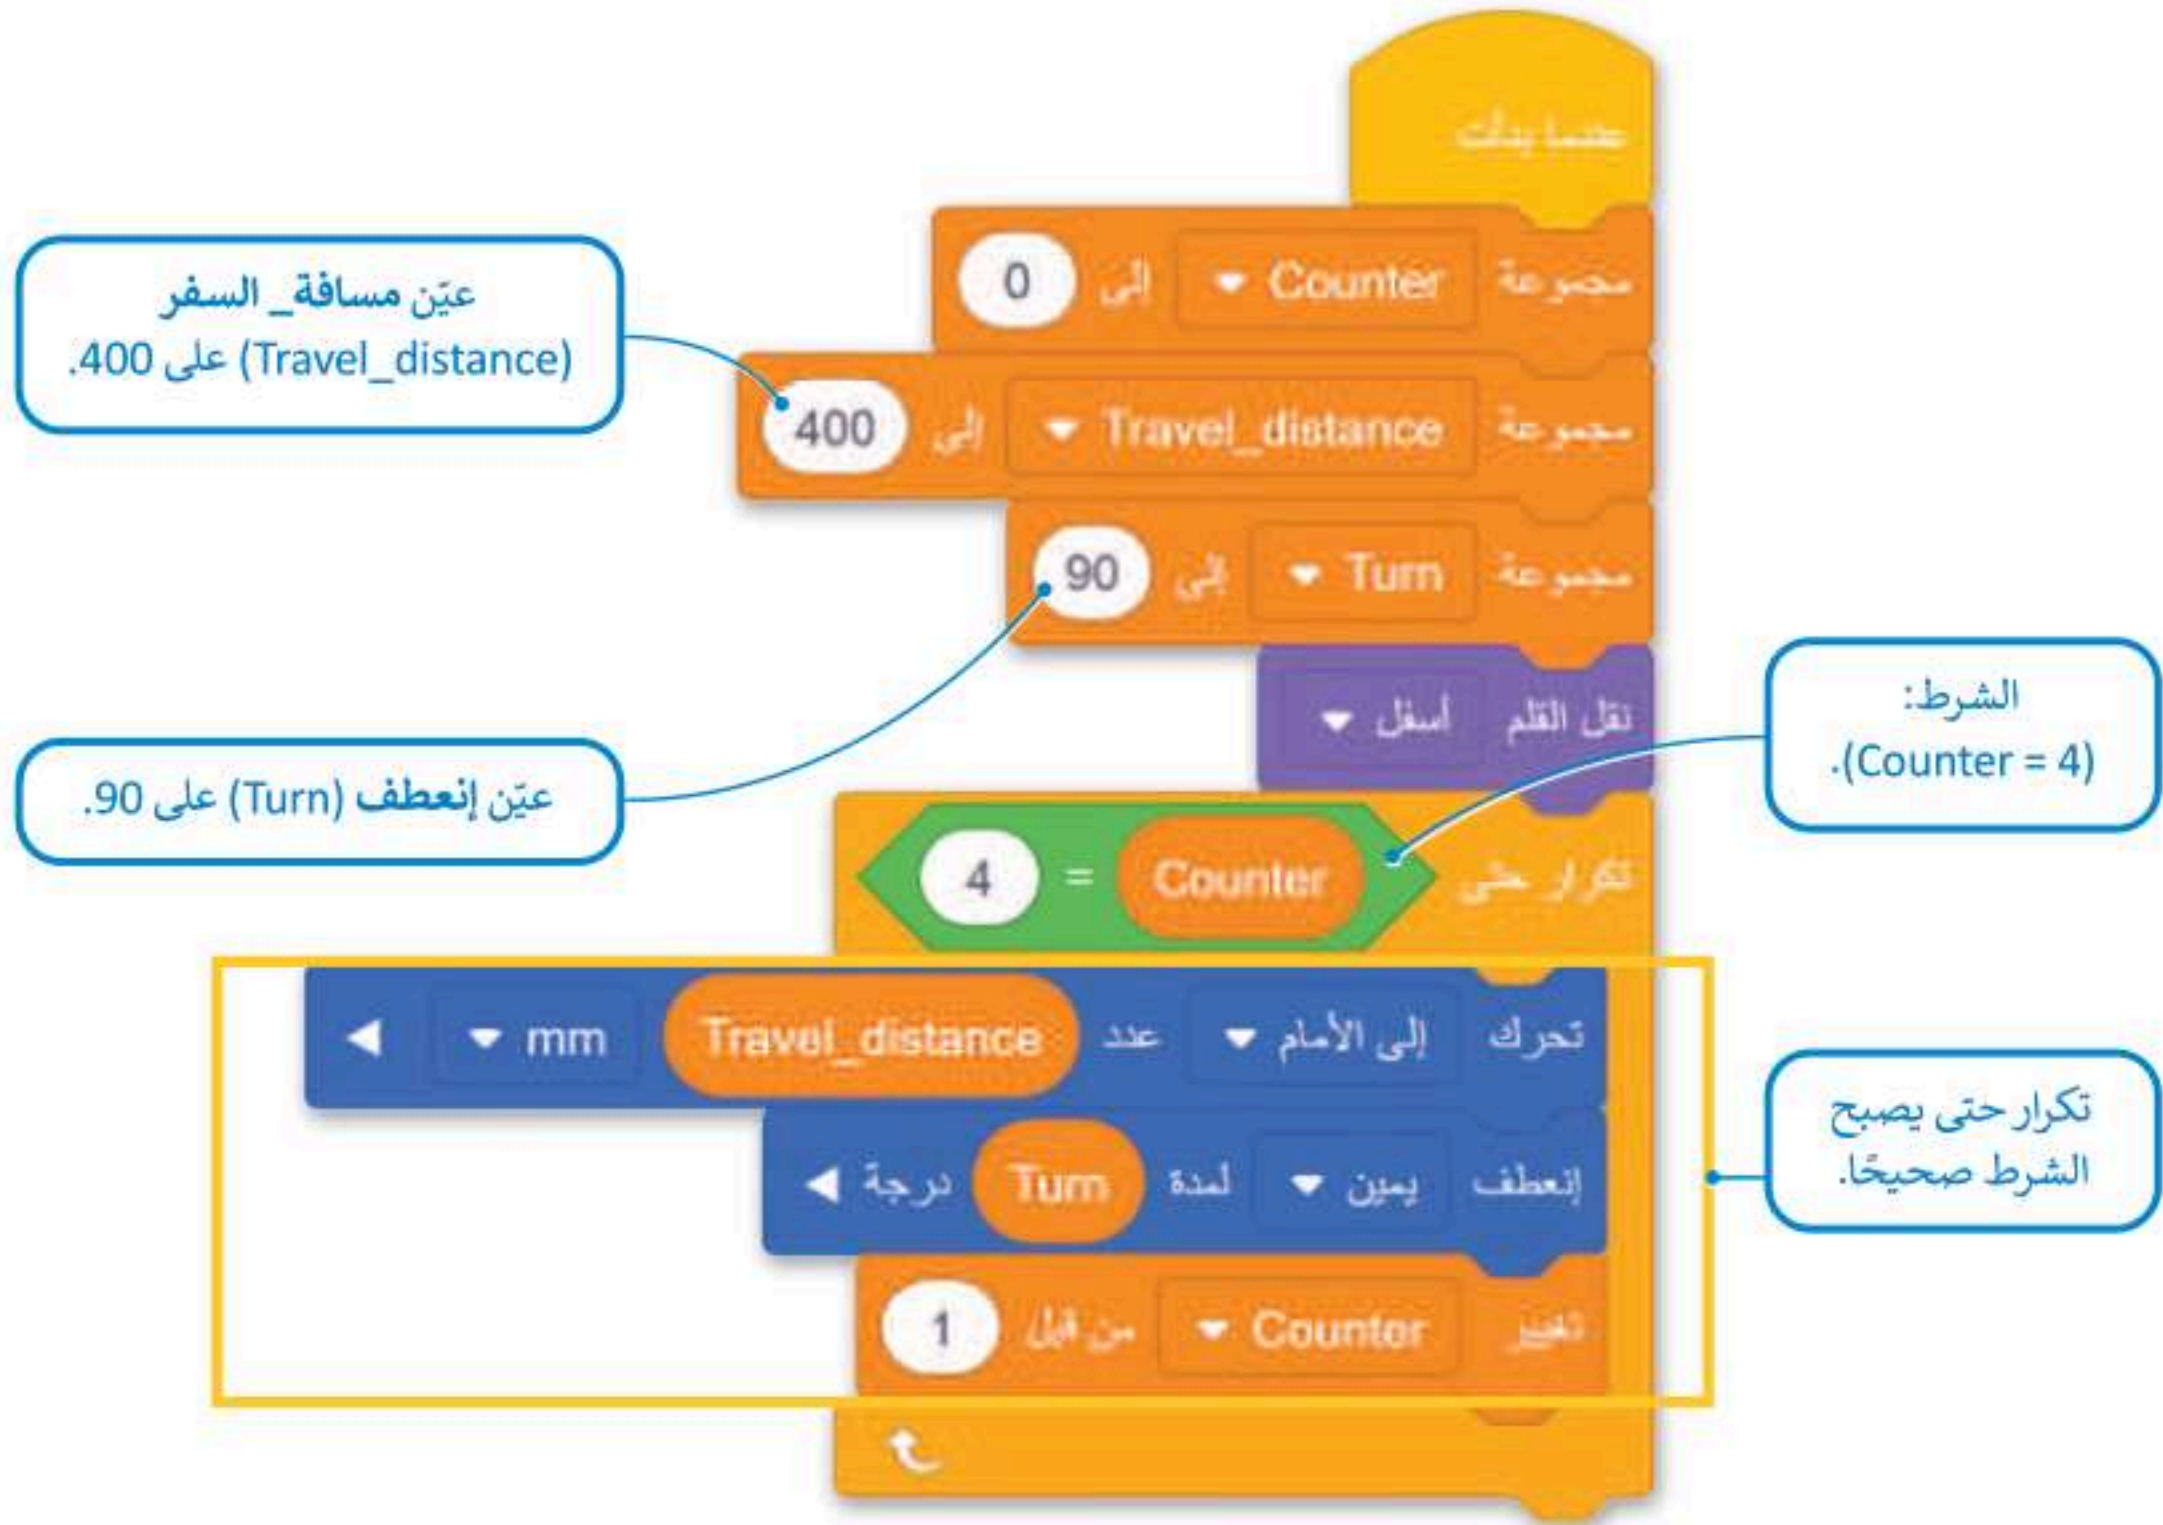 عندما بدأت
مجموعة Counter إلى 0
عيّن مسافة_ السفر
(Travel_distance) على 400.
مجموعة Travel_distance إلى 400
مجموعة Turn إلى 90
نقل القلم أسفل
الشرط:
(Counter = 4).
عيّن إنعطف (Turn) على 90.
تكرار حتى Counter = 4
تحرك إلى الأمام عدد Travel_distance mm
تكرار حتى يصبح
الشرط صحيحًا.
إنعطف يمين لمدة Turn درجة
تغيير Counter من قبل 1